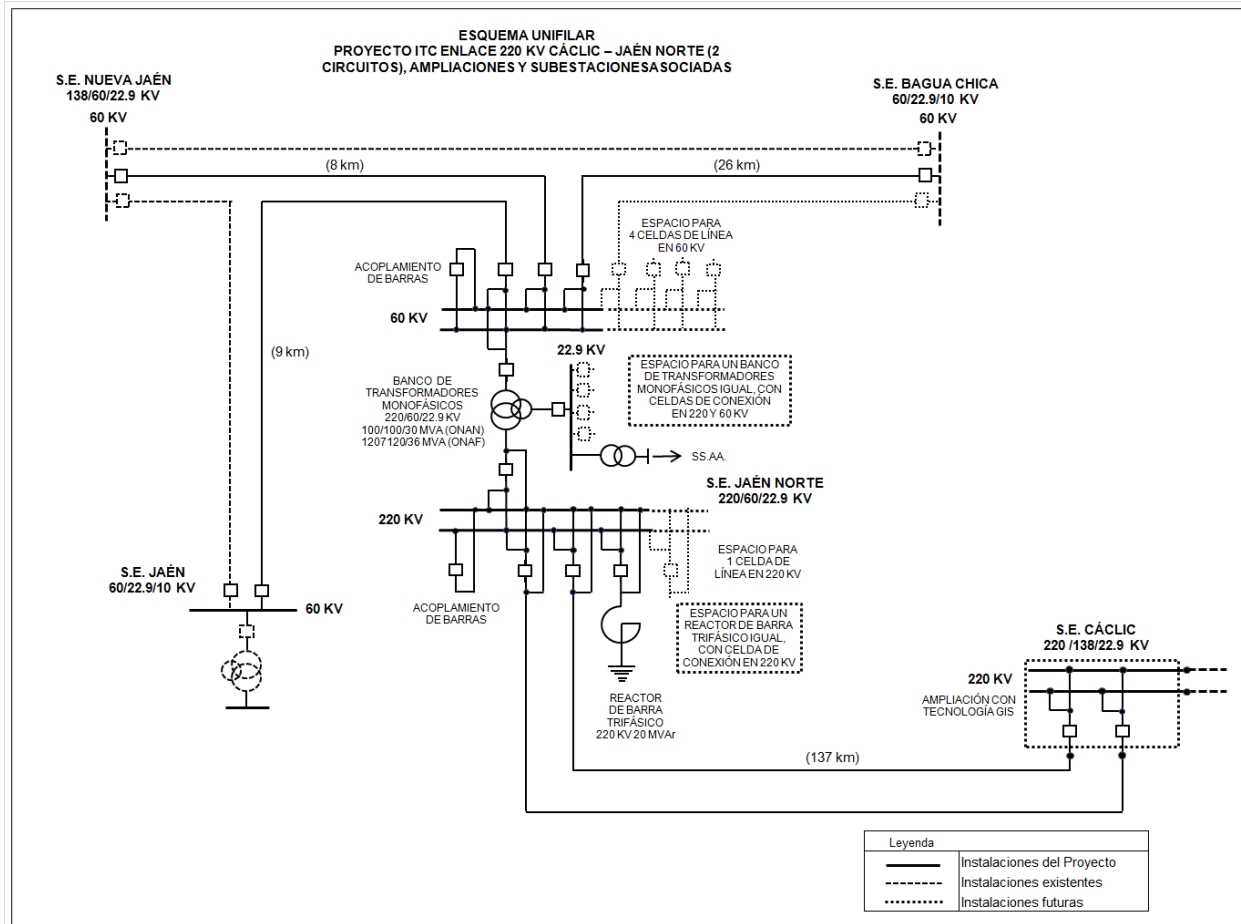 ESQUEMA UNIFILAR
PROYECTO ITC ENLACE 220 KV CÁCLIC – JAÉN NORTE (2
CIRCUITOS), AMPLIACIONES Y SUBESTACIONESASOCIADAS
S.E. NUEVA JAÉN
138/60/22.9 KV
60 KV
S.E. BAGUA CHICA
60/22.9/10 KV
60 KV
(8 km)
(26 km)
ESPACIO PARA
4 CELDAS DE LÍNEA
EN 60 KV
ACOPLAMIENTO
DE BARRAS
60 KV
(9 km)
22.9 KV
BANCO DE
TRANSFORMADORES
MONOFÁSICOS
220/60/22.9 KV
100/100/30 MVA (ONAN)
1207120/36 MVA (ONAF)
ESPACIO PARA UN BANCO
DE TRANSFORMADORES
MONOFÁSICOS IGUAL, CON
CELDAS DE CONEXIÓN
EN 220 Y 60 KV
SS.AA.
S.E. JAÉN NORTE
220/60/22.9 KV
220 KV
ESPACIO PARA
1 CELDA DE
LÍNEA EN 220 KV
S.E. JAÉN
60/22.9/10 KV
60 KV
ACOPLAMIENTO
DE BARRAS
ESPACIO PARA UN
REACTOR DE BARRA
TRIFÁSICO IGUAL,
CON CELDA DE
CONEXIÓN EN 220 KV
S.E. CÁCLIC
220 /138/22.9 KV
220 KV
AMPLIACIÓN CON
TECNOLOGÍA GIS
REACTOR
DE BARRA
TRIFÁSICO
220 KV 20 MVAr
(137 km)
Leyenda
Instalaciones del Proyecto
Instalaciones existentes
Instalaciones futuras